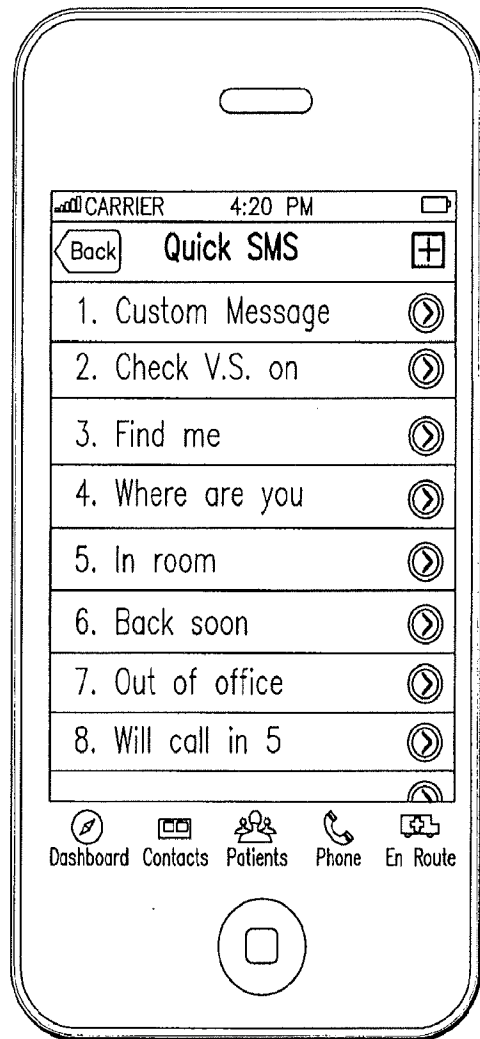 CARRIER 4:20 PM
Back Quick SMS
1. Custom Message
2. Check V.S. on
3. Find me
4. Where are you
5. In room
6. Back soon
7. Out of office
8. Will call in 5
Dashboard Contacts Patients Phone En Route